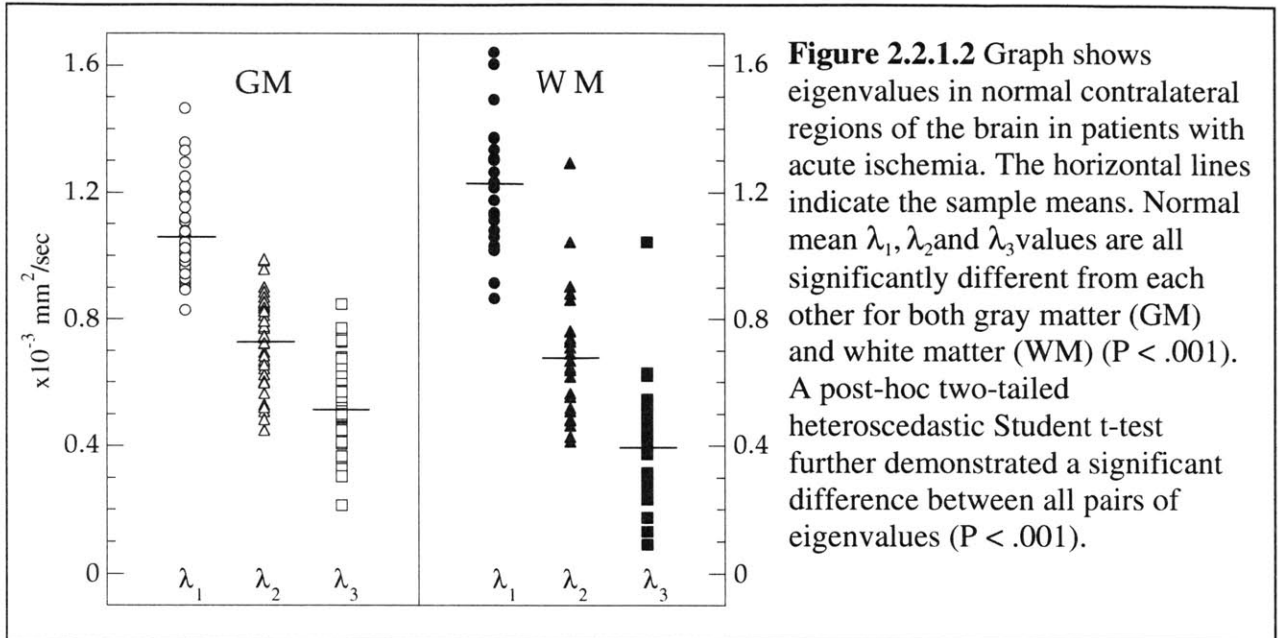 GM
WM
1.6
1.2
0.8
0.4
0
x10⁻³ mm²/sec
λ₁
λ₂
λ₃
λ₁
λ₂
λ₃
1.6
1.2
0.8
0.4
0
Figure 2.2.1.2 Graph shows
eigenvalues in normal contralateral
regions of the brain in patients with
acute ischemia. The horizontal lines
indicate the sample means. Normal
mean λ₁, λ₂and λ₃values are all
significantly different from each
other for both gray matter (GM)
and white matter (WM) (P < .001).
A post-hoc two-tailed
heteroscedastic Student t-test
further demonstrated a significant
difference between all pairs of
eigenvalues (P < .001).